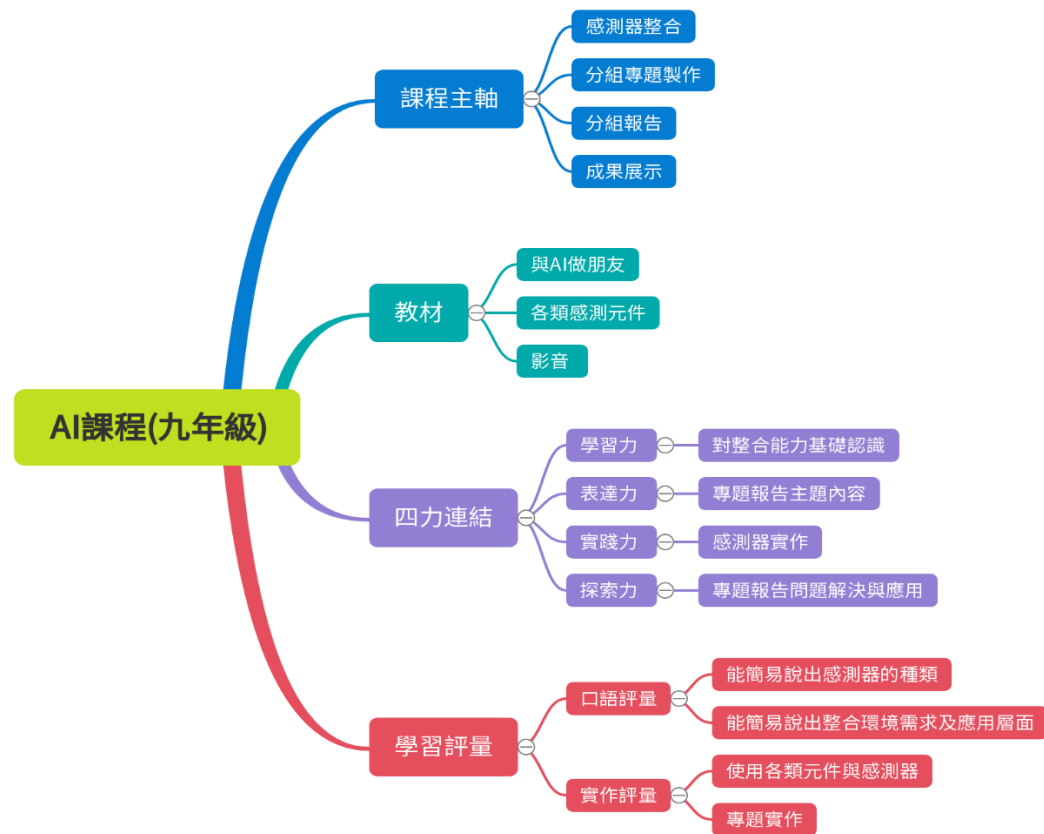 AI課程(九年級)
課程主軸
感測器整合
分組專題製作
分組報告
成果展示
教材
與AI做朋友
各類感測元件
影音
四力連結
學習力
對整合能力基礎認識
表達力
專題報告主題內容
實踐力
感測器實作
探索力
專題報告問題解決與應用
學習評量
口語評量
能簡易說出感測器的種類
能簡易說出整合環境需求及應用層面
實作評量
使用各類元件與感測器
專題實作